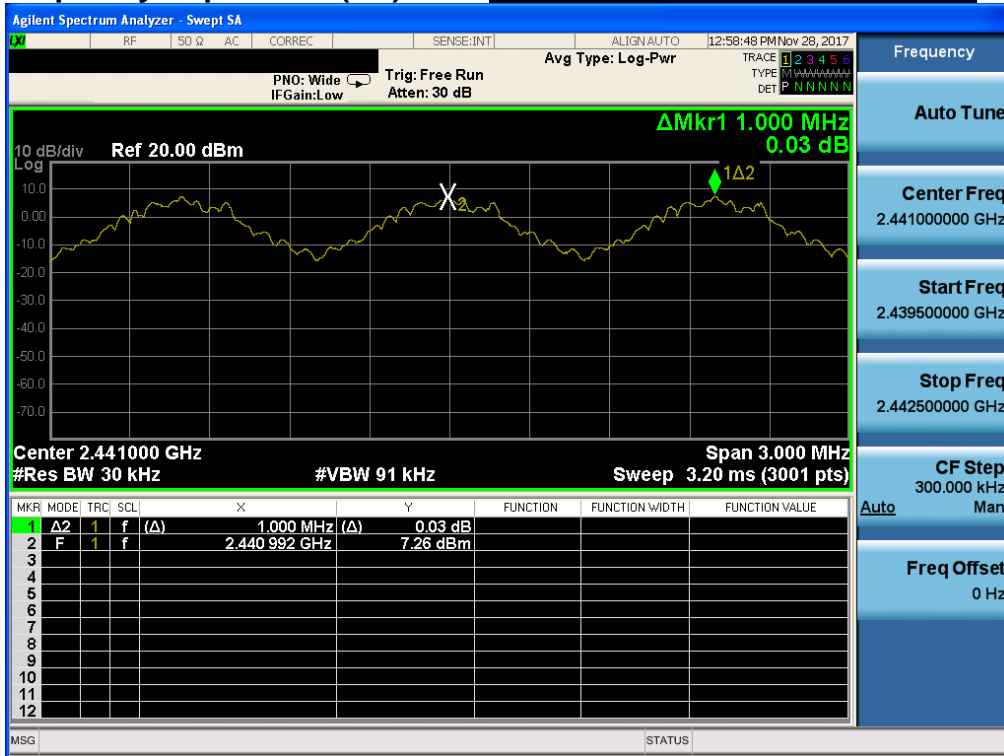 Agilent Spectrum Analyzer - Swept SA
LXI RF 50 Ω AC CORREC SENSE:INT ALIGN AUTO 12:58:48 PM Nov 28, 2017
Avg Type: Log-Pwr TRACE 1 2 3 4 5 6
PNO: Wide Trig: Free Run TYPE M
IFGain:Low Atten: 30 dB DET P N N N N N
ΔMkr1 1.000 MHz
0.03 dB
10 dB/div Ref 20.00 dBm
Log
1Δ2
10.0
X2
0.00
-10.0
-20.0
-30.0
-40.0
-50.0
-60.0
-70.0
Center 2.441000 GHz Span 3.000 MHz
#Res BW 30 kHz #VBW 91 kHz Sweep 3.20 ms (3001 pts)
MKR MODE TRC SCL X Y FUNCTION FUNCTION WIDTH FUNCTION VALUE
1 Δ2 1 f (Δ) 1.000 MHz (Δ) 0.03 dB
2 F 1 f 2.440 992 GHz 7.26 dBm
3
4
5
6
7
8
9
10
11
12
MSG STATUS
Frequency
Auto Tune
Center Freq
2.441000000 GHz
Start Freq
2.439500000 GHz
Stop Freq
2.442500000 GHz
CF Step
300.000 kHz
Auto Man
Freq Offset
0 Hz